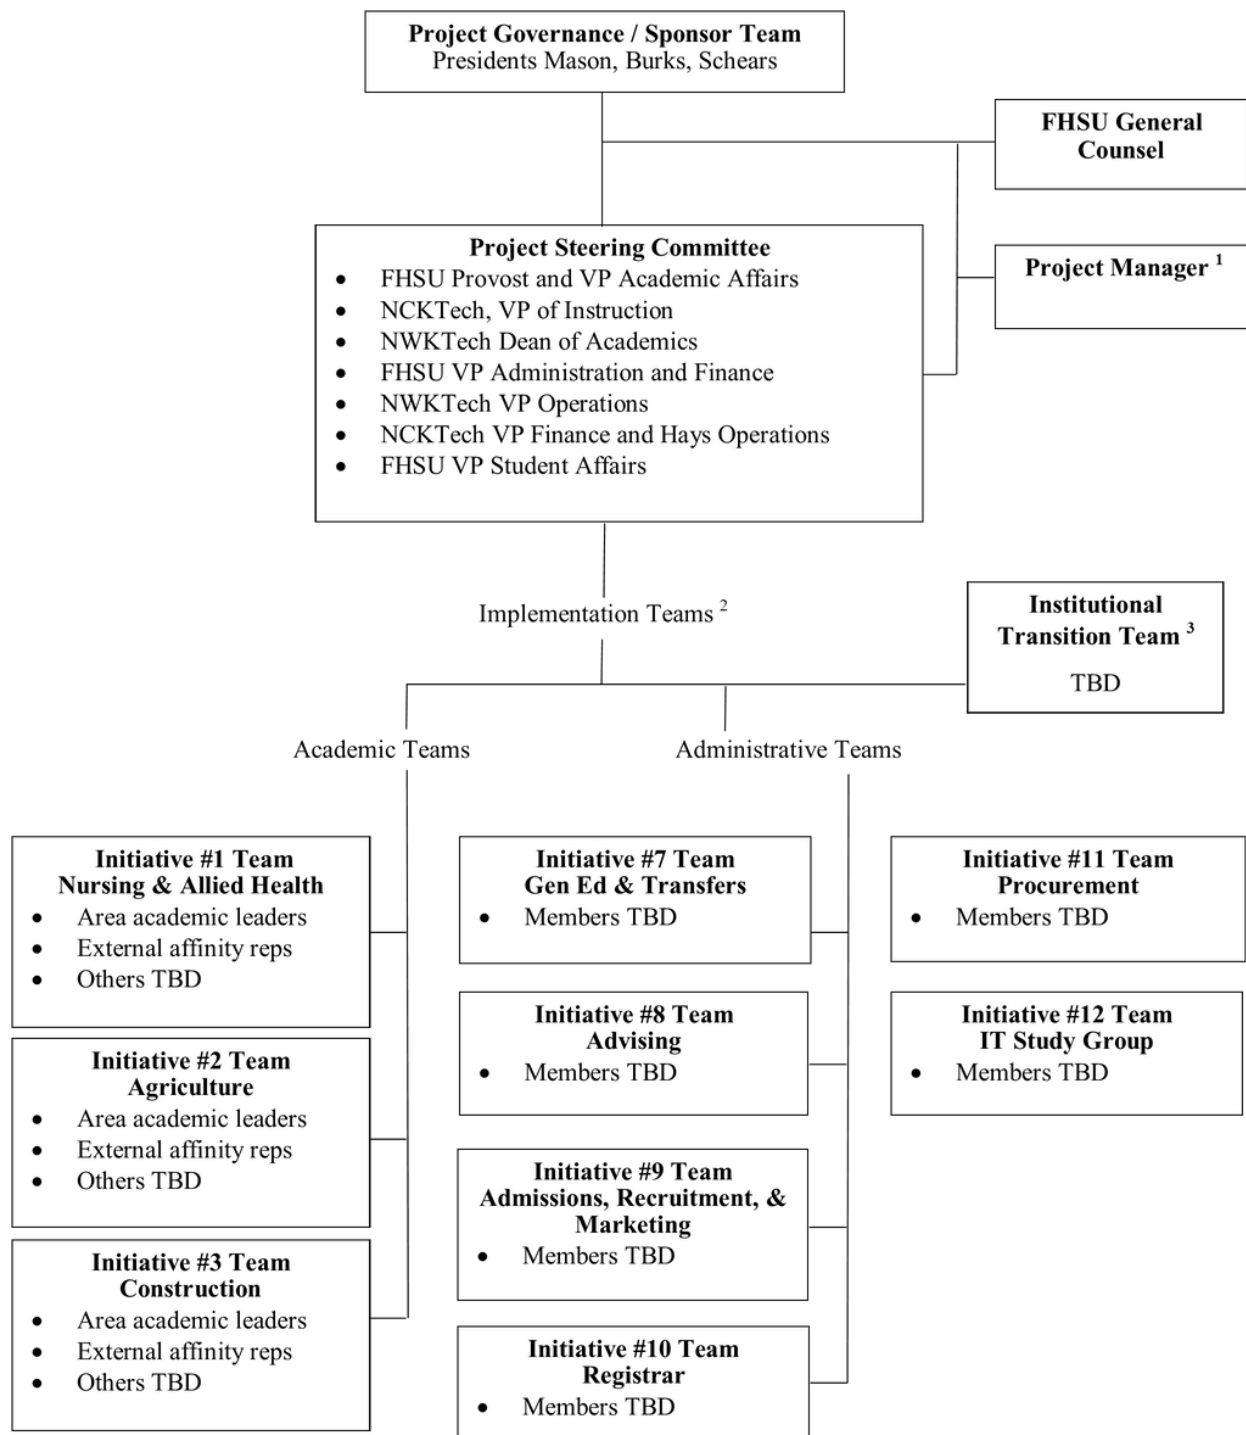 Project Governance / Sponsor Team
Presidents Mason, Burks, Schears
FHSU General
Counsel
Project Steering Committee
• FHSU Provost and VP Academic Affairs
• NCKTech, VP of Instruction
• NWKTech Dean of Academics
• FHSU VP Administration and Finance
• NWKTech VP Operations
• NCKTech VP Finance and Hays Operations
• FHSU VP Student Affairs
Project Manager 1
Implementation Teams 2
Institutional
Transition Team 3
TBD
Academic Teams
Administrative Teams
Initiative #1 Team
Nursing & Allied Health
• Area academic leaders
• External affinity reps
• Others TBD
Initiative #2 Team
Agriculture
• Area academic leaders
• External affinity reps
• Others TBD
Initiative #3 Team
Construction
• Area academic leaders
• External affinity reps
• Others TBD
Initiative #7 Team
Gen Ed & Transfers
• Members TBD
Initiative #8 Team
Advising
• Members TBD
Initiative #9 Team
Admissions, Recruitment, &
Marketing
• Members TBD
Initiative #10 Team
Registrar
• Members TBD
Initiative #11 Team
Procurement
• Members TBD
Initiative #12 Team
IT Study Group
• Members TBD